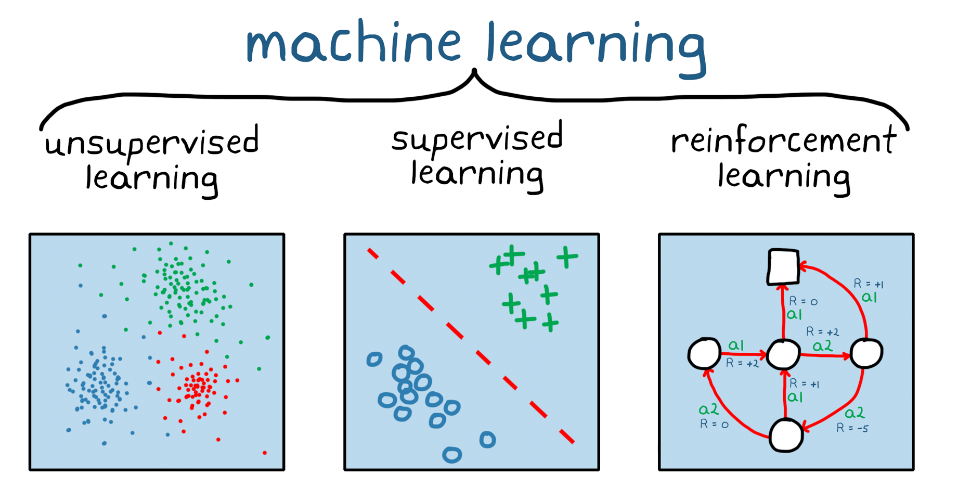 machine learning
unsupervised
learning
supervised
learning
reinforcement
learning
R = +1
a1
R = 0
a1
R = +2
a1
a2
R = +2
R = +1
a1
a2
R = 0
a2
R = -5